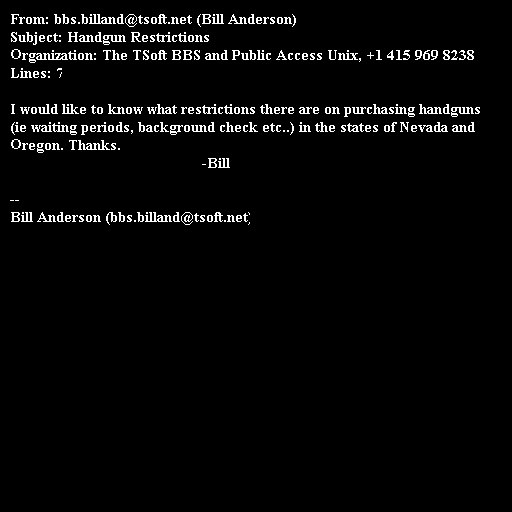 From: bbs.billand@tsoft.net (Bill Anderson)
Subject: Handgun Restrictions
Organization: The TSoft BBS and Public Access Unix, +1 415 969 8238
Lines: 7
I would like to know what restrictions there are on purchasing handguns
(ie waiting periods, background check etc..) in the states of Nevada and
Oregon. Thanks.
-Bill
--
Bill Anderson (bbs.billand@tsoft.net)